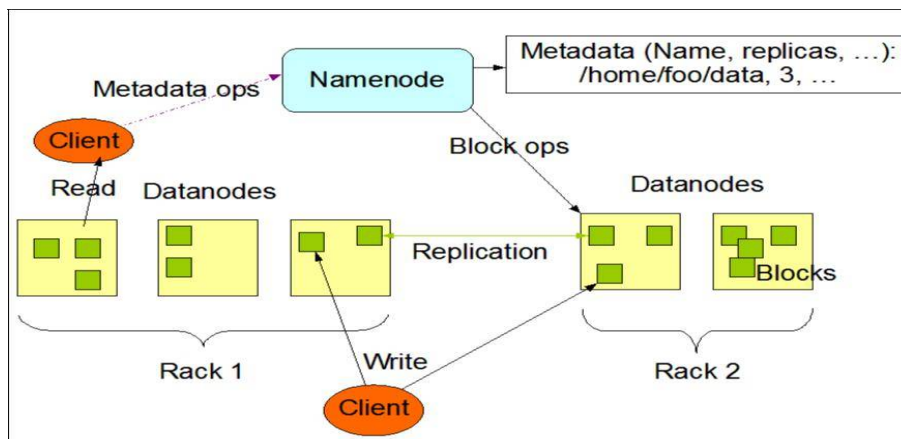 Metadata (Name, replicas, ...):
/home/foo/data, 3, ...
Namenode
Metadata ops
Client
Block ops
Read
Datanodes
Datanodes
Replication
Blocks
Rack 1
Write
Rack 2
Client